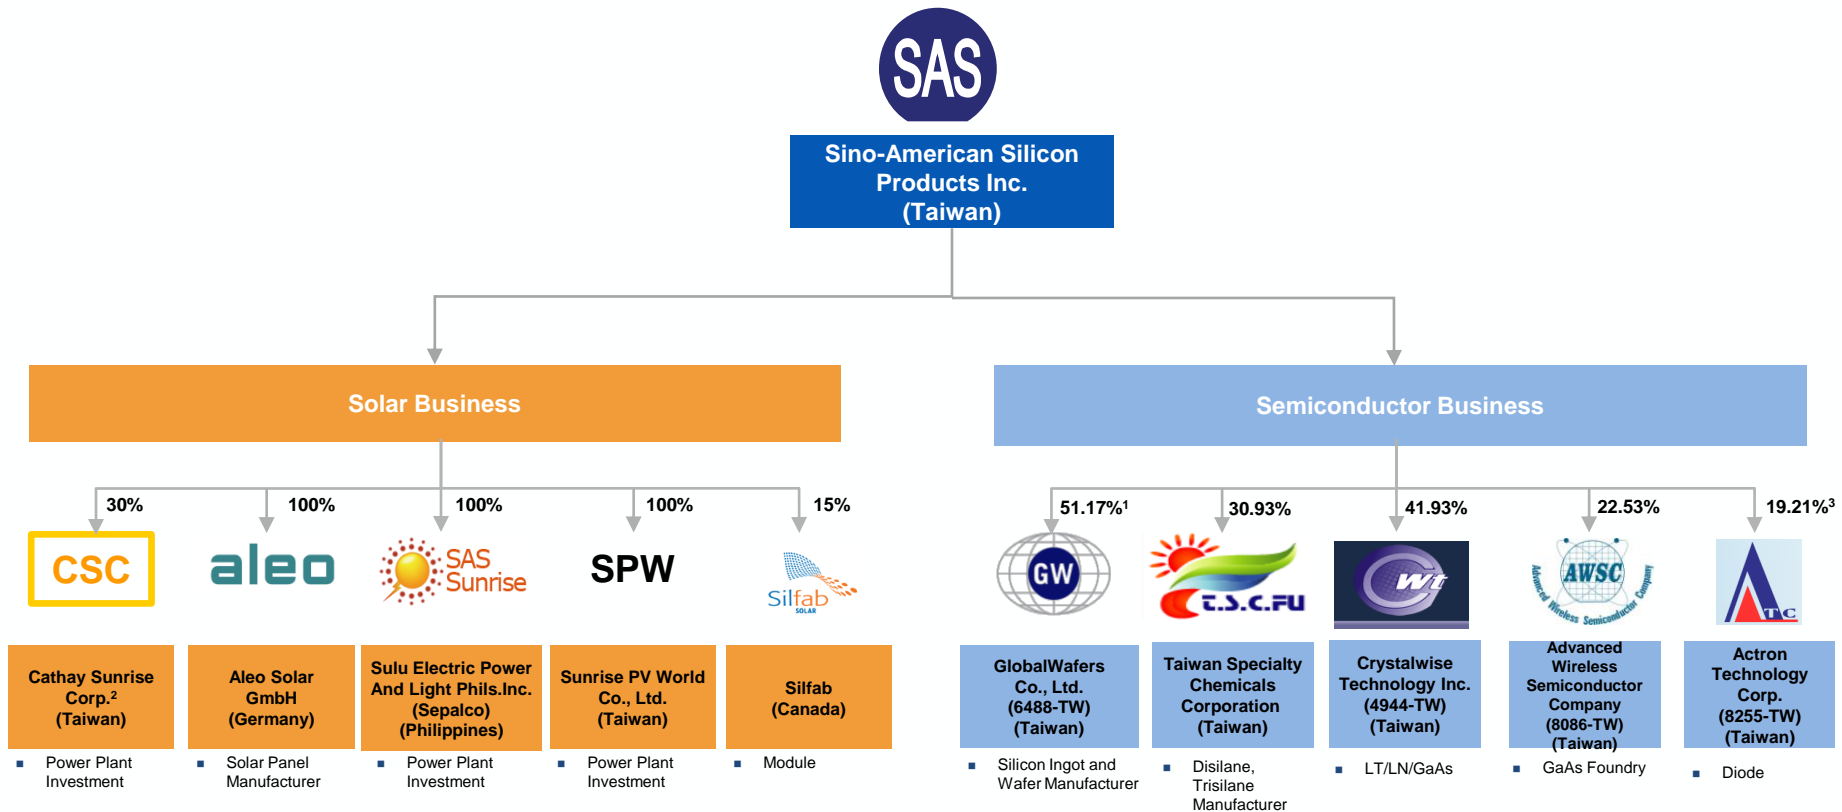 SAS
Sino-American Silicon
Products Inc.
(Taiwan)
Solar Business
Semiconductor Business
30%
100%
100%
100%
15%
51.17%¹
30.93%
41.93%
22.53%
19.21%³
CSC
aleo
SAS
Sunrise
SPW
Silfab
SOLAR
GW
T.S.C.FU
CWt
AWSC
Advanced Wireless Semiconductor Company
ATC
Cathay Sunrise
Corp.²
(Taiwan)
Aleo Solar
GmbH
(Germany)
Sulu Electric Power
And Light Phils.Inc.
(Sepalco)
(Philippines)
Sunrise PV World
Co., Ltd.
(Taiwan)
Silfab
(Canada)
GlobalWafers
Co., Ltd.
(6488-TW)
(Taiwan)
Taiwan Specialty
Chemicals
Corporation
(Taiwan)
Crystalwise
Technology Inc.
(4944-TW)
(Taiwan)
Advanced
Wireless
Semiconductor
Company
(8086-TW)
(Taiwan)
Actron
Technology
Corp.
(8255-TW)
(Taiwan)
▪ Power Plant
Investment
▪ Solar Panel
Manufacturer
▪ Power Plant
Investment
▪ Power Plant
Investment
▪ Module
▪ Silicon Ingot and
Wafer Manufacturer
▪ Disilane,
Trisilane
Manufacturer
▪ LT/LN/GaAs
▪ GaAs Foundry
▪ Diode